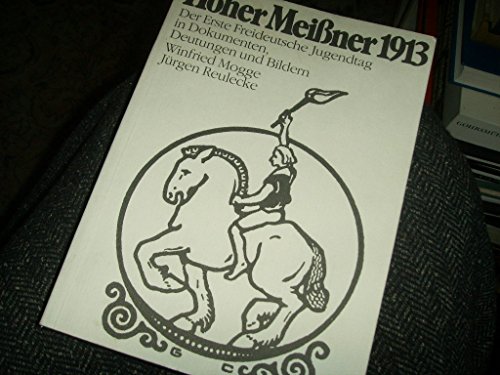 Hoher Meißner 1913
Der Erste Freideutsche Jugendtag
in Dokumenten,
Deutungen und Bildern
Winfried Mogge
Jürgen Reulecke
G C